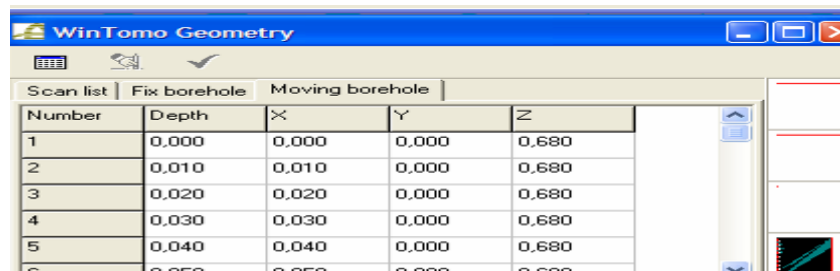 WinTomo Geometry
Scan list Fix borehole Moving borehole
Number Depth X Y Z
1 0,000 0,000 0,000 0,680
2 0,010 0,010 0,000 0,680
3 0,020 0,020 0,000 0,680
4 0,030 0,030 0,000 0,680
5 0,040 0,040 0,000 0,680